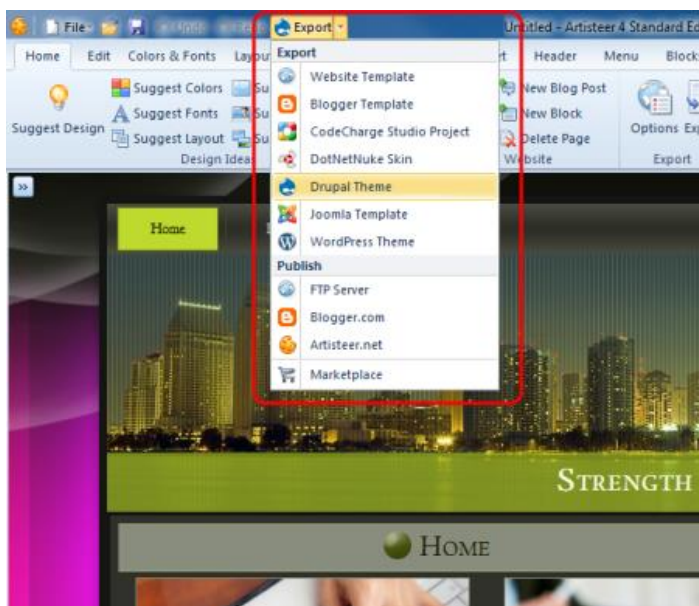 File Undo Export Untitled - Artisteer 4 Standard Ed
Home Edit Colors & Fonts Header Menu Block
Suggest Design
Suggest Colors
Suggest Fonts
Suggest Layout
Design Ideas
Export
Website Template
Blogger Template
CodeCharge Studio Project
DotNetNuke Skin
Drupal Theme
Joomla Template
WordPress Theme
Publish
FTP Server
Blogger.com
Artisteer.net
Marketplace
New Blog Post
New Block
Delete Page
Options Exp
Export
Home
STRENGTH
HOME